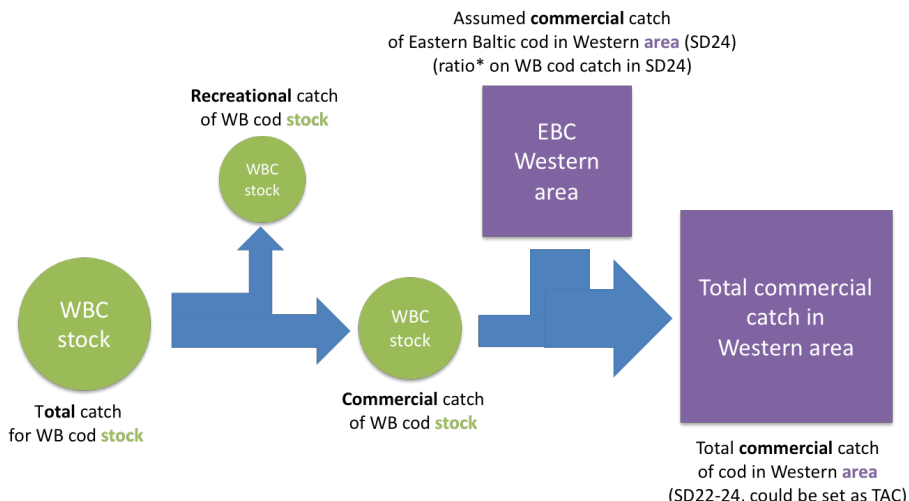 Assumed commercial catch
of Eastern Baltic cod in Western area (SD24)
(ratio* on WB cod catch in SD24)
Recreational catch
of WB cod stock
WBC
stock
EBC
Western
area
WBC
stock
WBC
stock
Total commercial
catch in
Western area
Total catch
for WB cod stock
Commercial catch
of WB cod stock
Total commercial catch
of cod in Western area
(SD22-24, could be set as TAC)